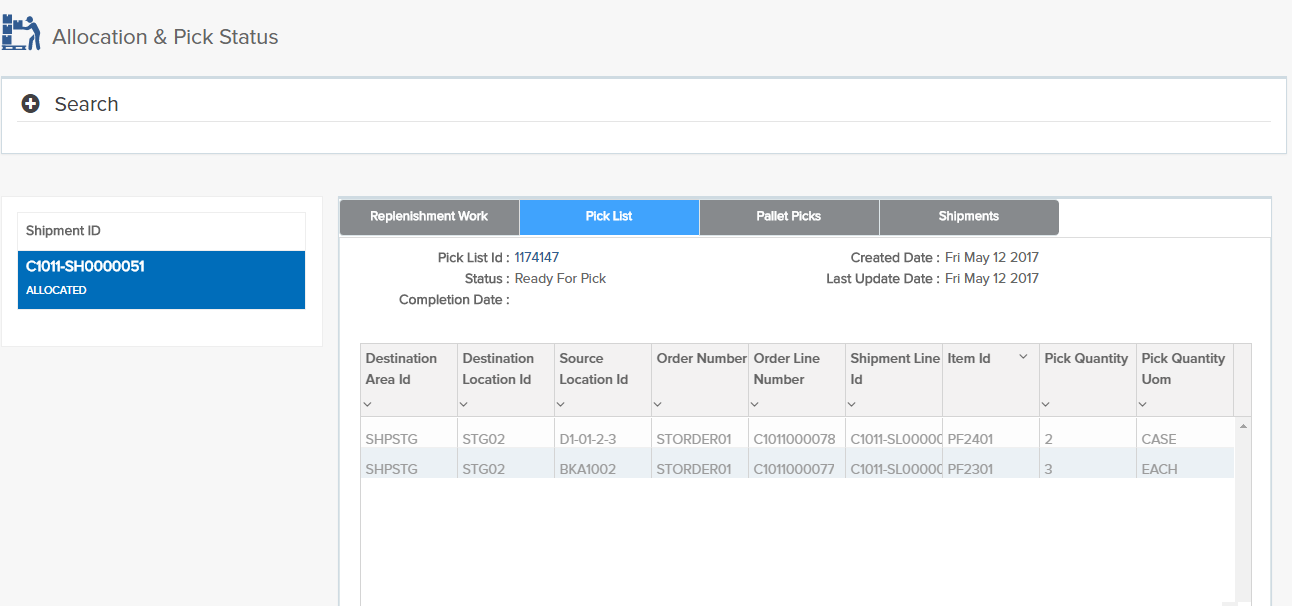 Allocation & Pick Status
Search
Shipment ID
C1011-SH0000051
ALLOCATED
Replenishment Work Pick List Pallet Picks Shipments
Pick List Id : 1174147 Created Date : Fri May 12 2017
Status : Ready For Pick Last Update Date : Fri May 12 2017
Completion Date :
Destination Destination Source Order Number Order Line Shipment Line Item Id Pick Quantity Pick Quantity
Area Id Location Id Location Id Number Id Uom
SHPSTG STG02 D1-01-2-3 STORDER01 C1011000078 C1011-SL0000 PF2401 2 CASE
SHPSTG STG02 BKA1002 STORDER01 C1011000077 C1011-SL0000 PF2301 3 EACH